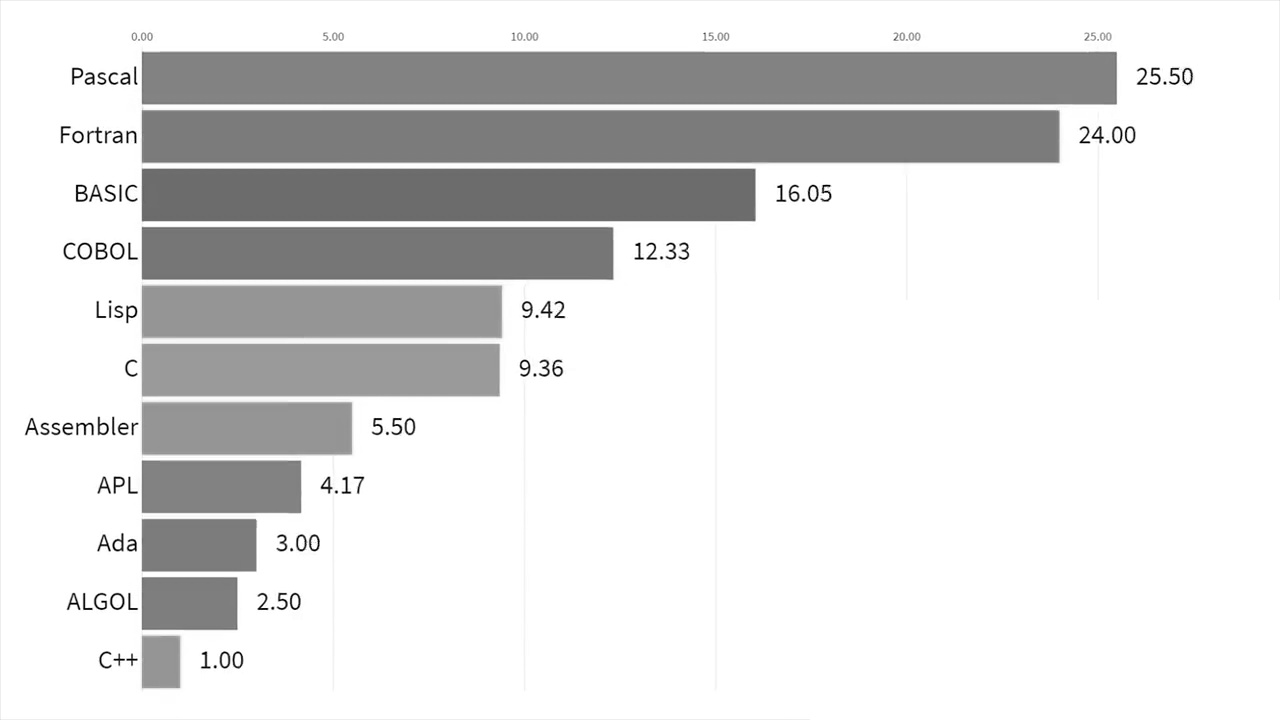 0.00 5.00 10.00 15.00 20.00 25.00
Pascal 25.50
Fortran 24.00
BASIC 16.05
COBOL 12.33
Lisp 9.42
C 9.36
Assembler 5.50
APL 4.17
Ada 3.00
ALGOL 2.50
C++ 1.00